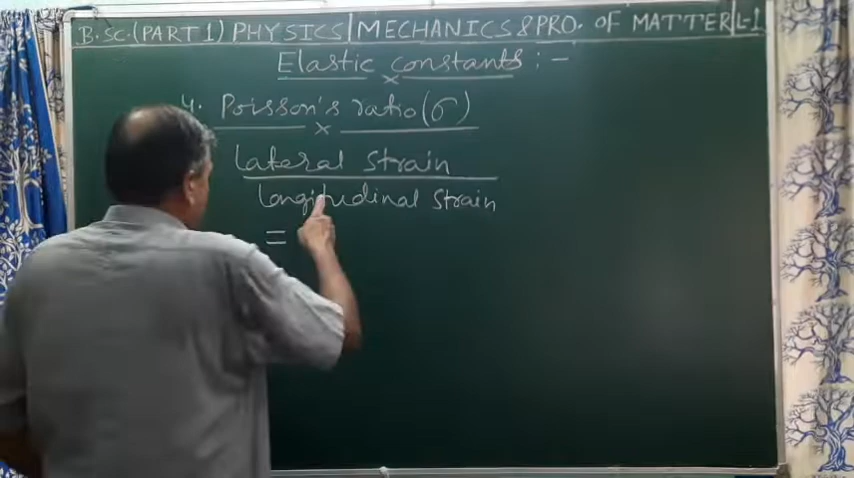 B.SC.(PART 1) PHYSICS|MECHANICS & PRO. OF MATTER|L-1
Elastic constants :-
4. Poisson's ratio (σ)
lateral strain
longitudinal strain
=